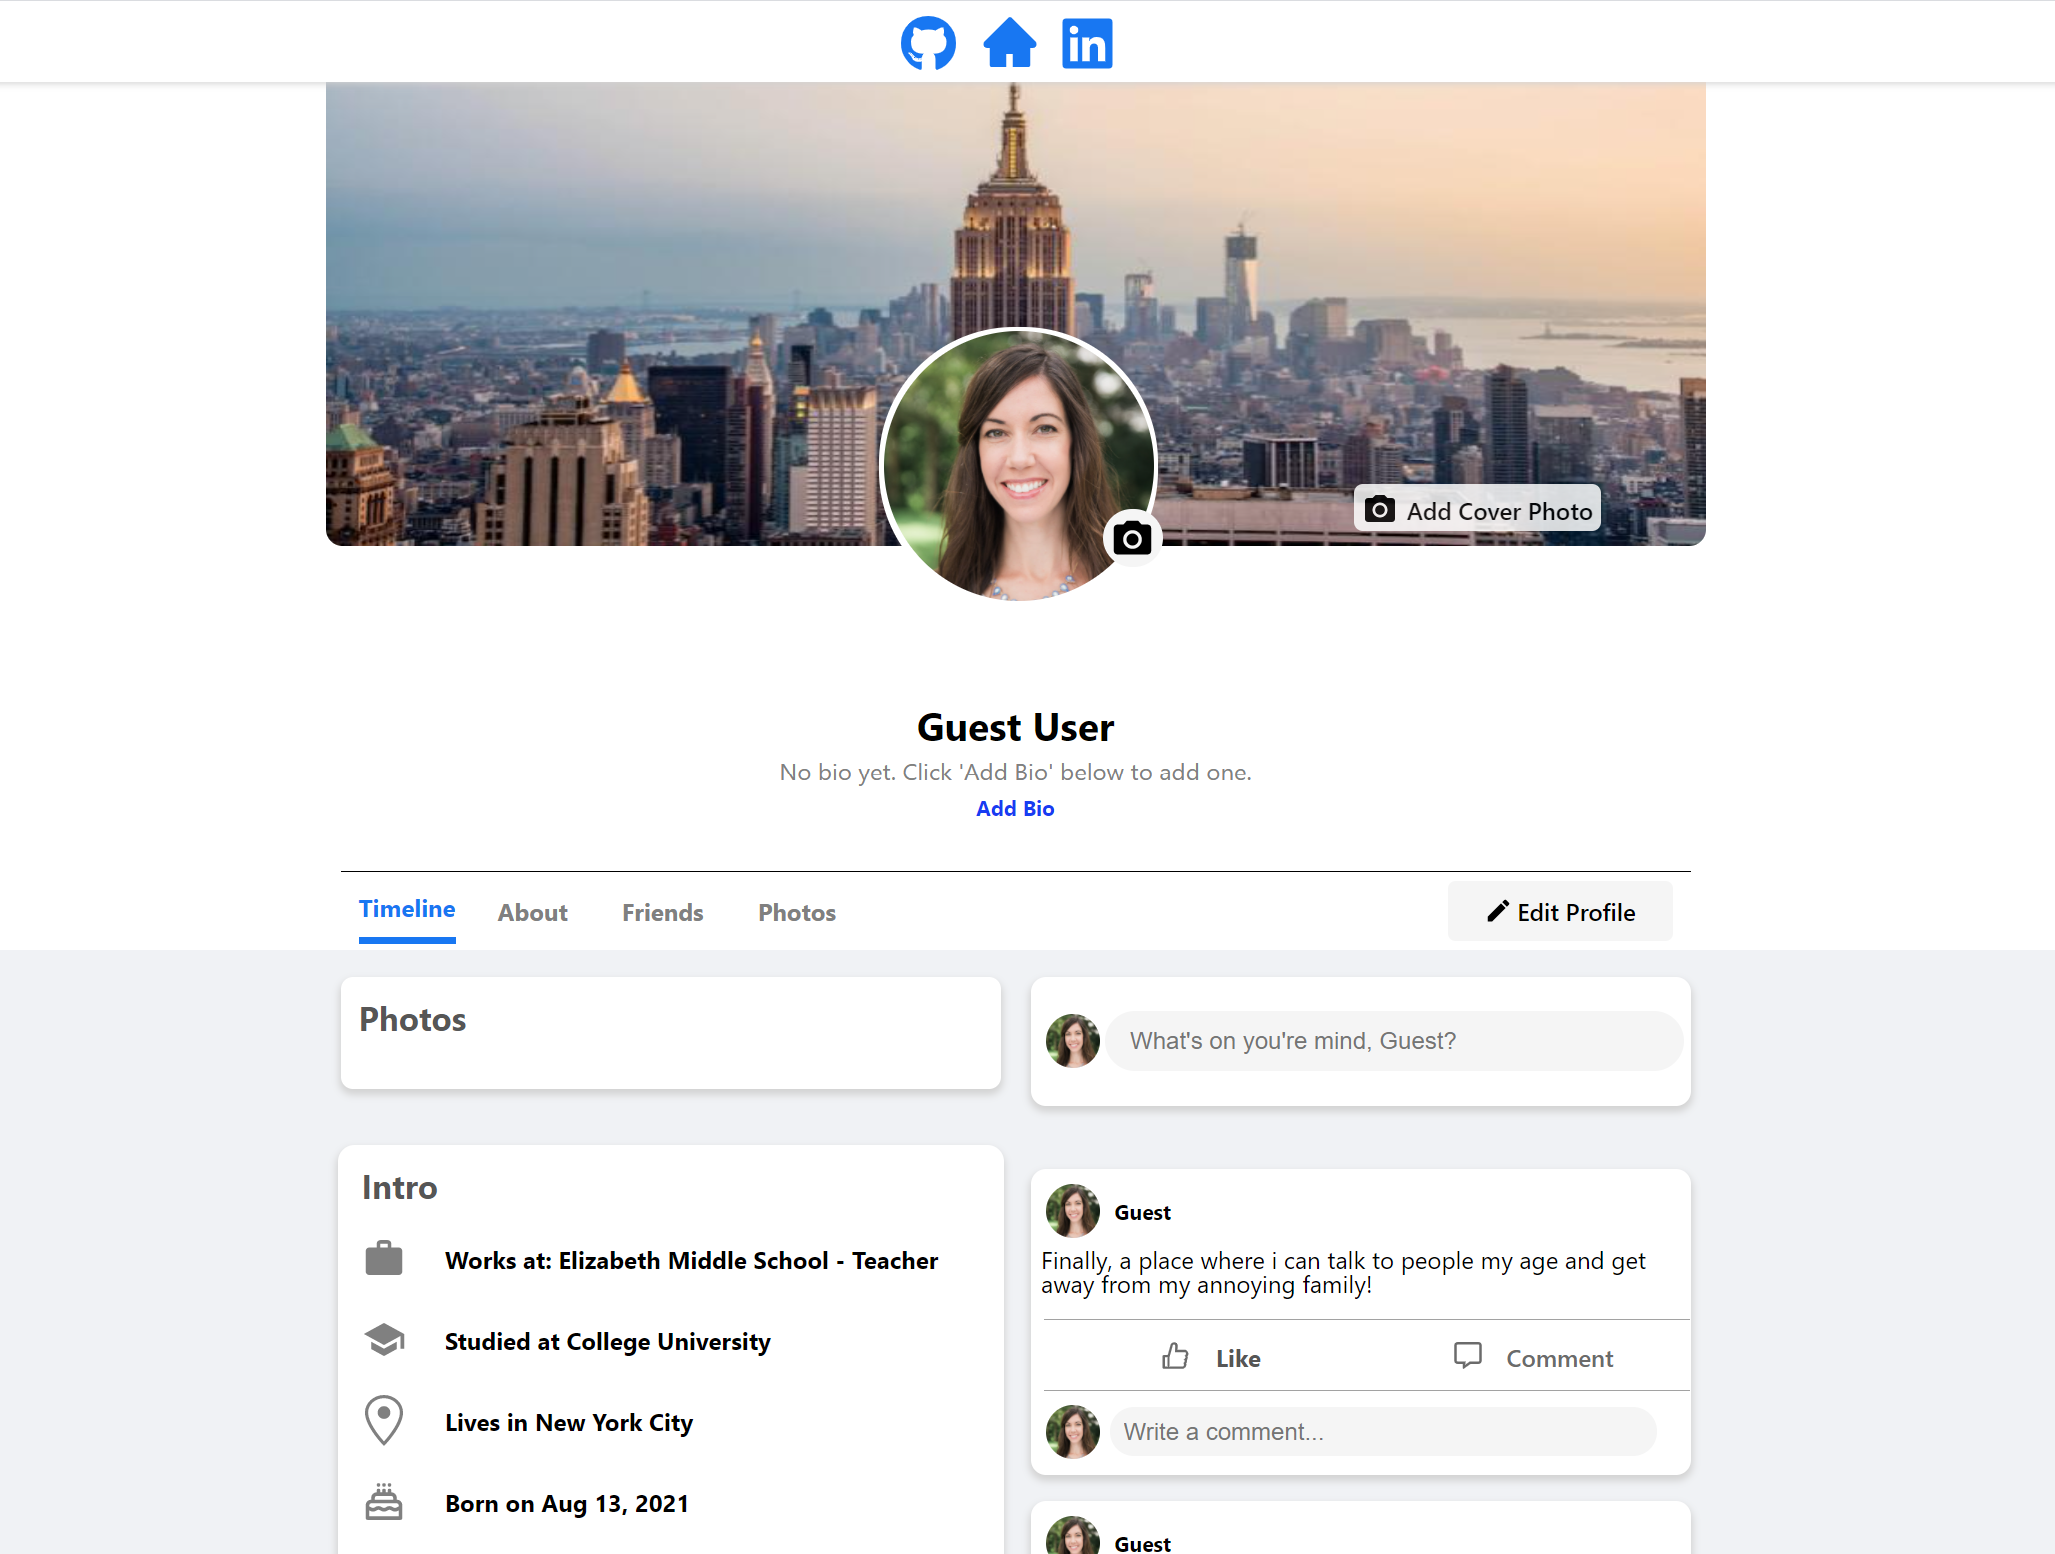 in
Add Cover Photo
Guest User
No bio yet. Click 'Add Bio' below to add one.
Add Bio
Timeline
About
Friends
Photos
Edit Profile
Photos
What's on you're mind, Guest?
Intro
Works at: Elizabeth Middle School - Teacher
Studied at College University
Lives in New York City
Born on Aug 13, 2021
Guest
Finally, a place where i can talk to people my age and get
away from my annoying family!
Like
Comment
Write a comment...
Guest